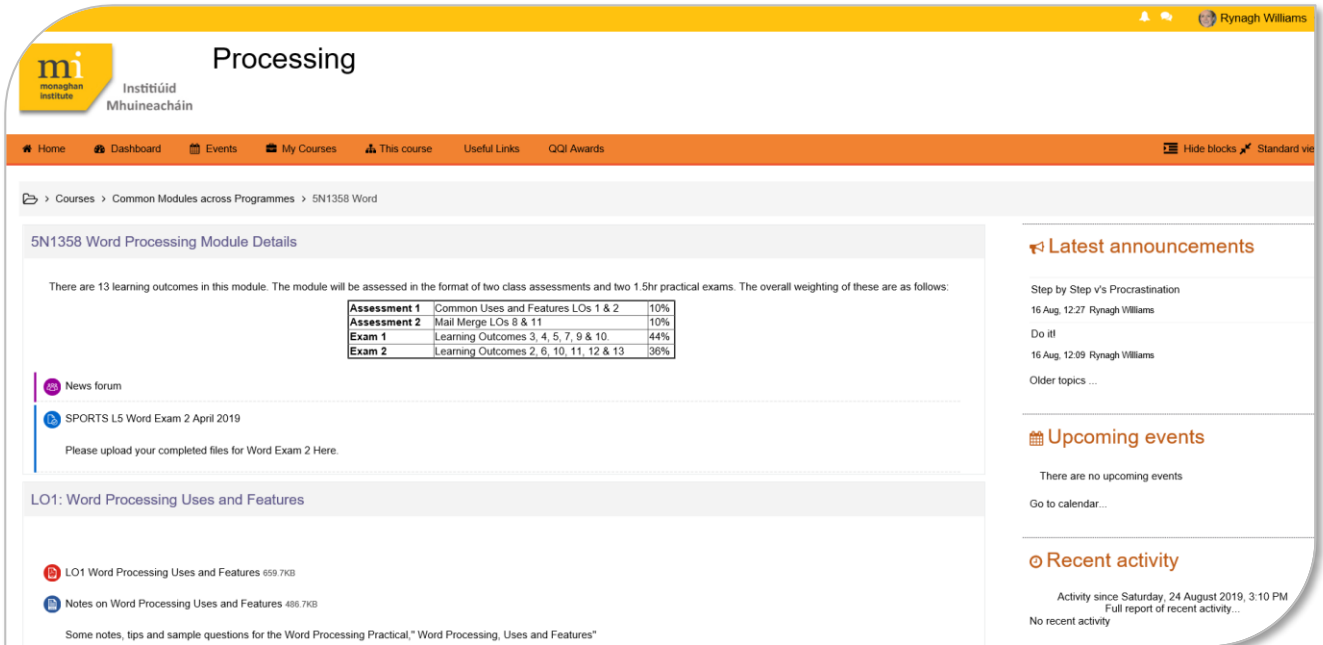 Rynagh Williams
mi
monaghan
institute
Institiúid
Mhuineacháin
Processing
Home Dashboard Events My Courses This course Useful Links QQI Awards Hide blocks Standard vie
> Courses > Common Modules across Programmes > 5N1358 Word
5N1358 Word Processing Module Details
There are 13 learning outcomes in this module. The module will be assessed in the format of two class assessments and two 1.5hr practical exams. The overall weighting of these are as follows:
Assessment 1 Common Uses and Features LOs 1 & 2 10%
Assessment 2 Mail Merge LOs 8 & 11 10%
Exam 1 Learning Outcomes 3, 4, 5, 7, 9 & 10. 44%
Exam 2 Learning Outcomes 2, 6, 10, 11, 12 & 13 36%
News forum
SPORTS L5 Word Exam 2 April 2019
Please upload your completed files for Word Exam 2 Here.
LO1: Word Processing Uses and Features
LO1 Word Processing Uses and Features 659.7KB
Notes on Word Processing Uses and Features 486.7KB
Some notes, tips and sample questions for the Word Processing Practical," Word Processing, Uses and Features"
Latest announcements
Step by Step v's Procrastination
16 Aug, 12:27 Rynagh Williams
Do it!
16 Aug, 12:09 Rynagh Williams
Older topics ...
Upcoming events
There are no upcoming events
Go to calendar...
Recent activity
Activity since Saturday, 24 August 2019, 3:10 PM
Full report of recent activity...
No recent activity